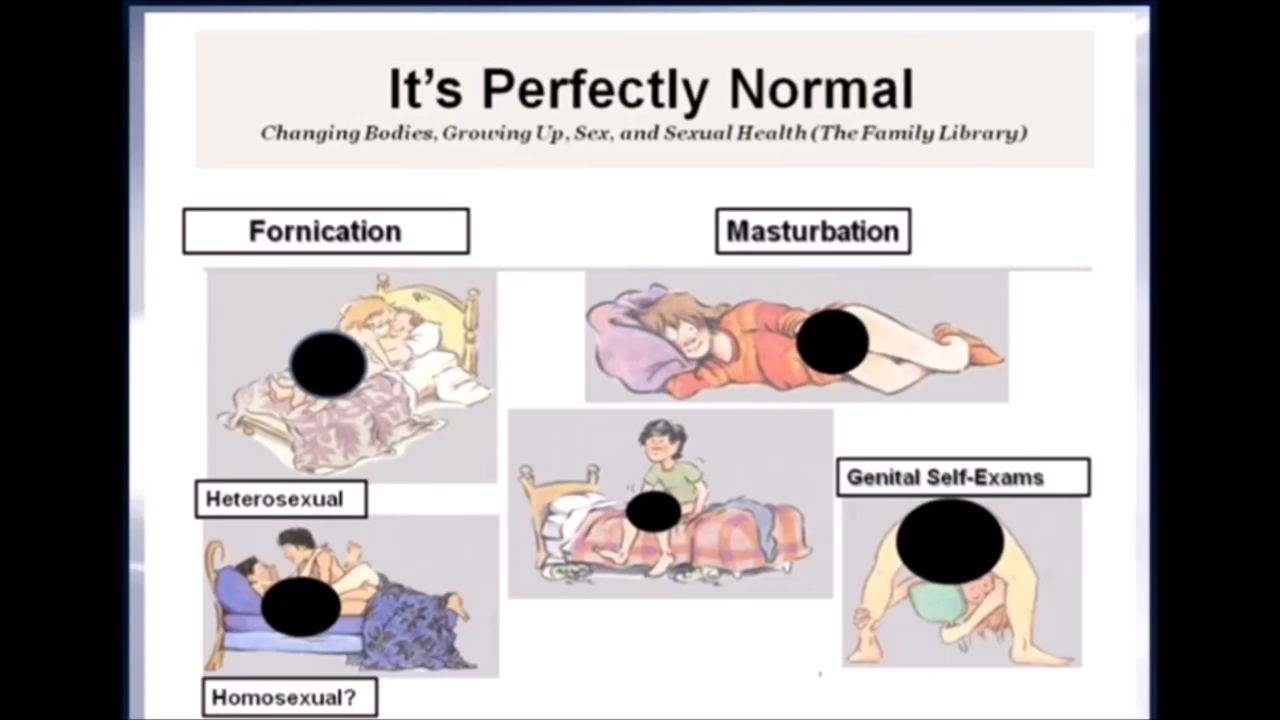 It's Perfectly Normal
Changing Bodies, Growing Up, Sex, and Sexual Health (The Family Library)
Fornication
Masturbation
Heterosexual
Genital Self-Exams
Homosexual?